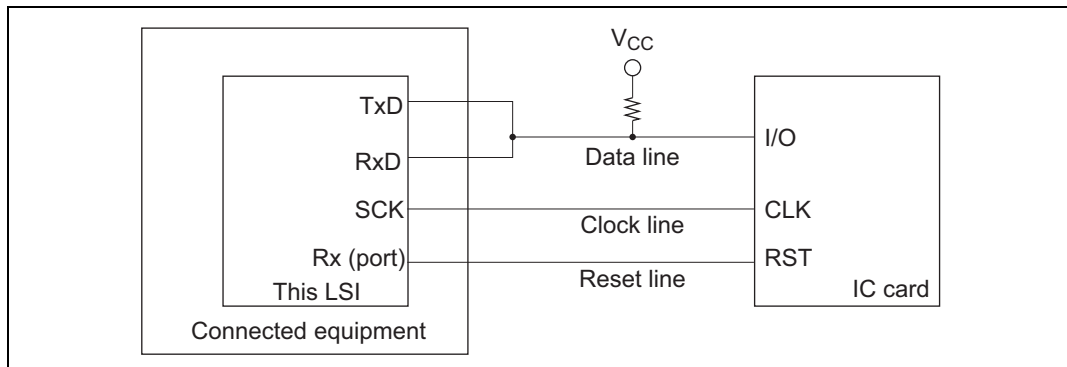 V_CC
TxD
I/O
RxD
Data line
SCK
CLK
Clock line
Rx (port)
RST
Reset line
This LSI
IC card
Connected equipment